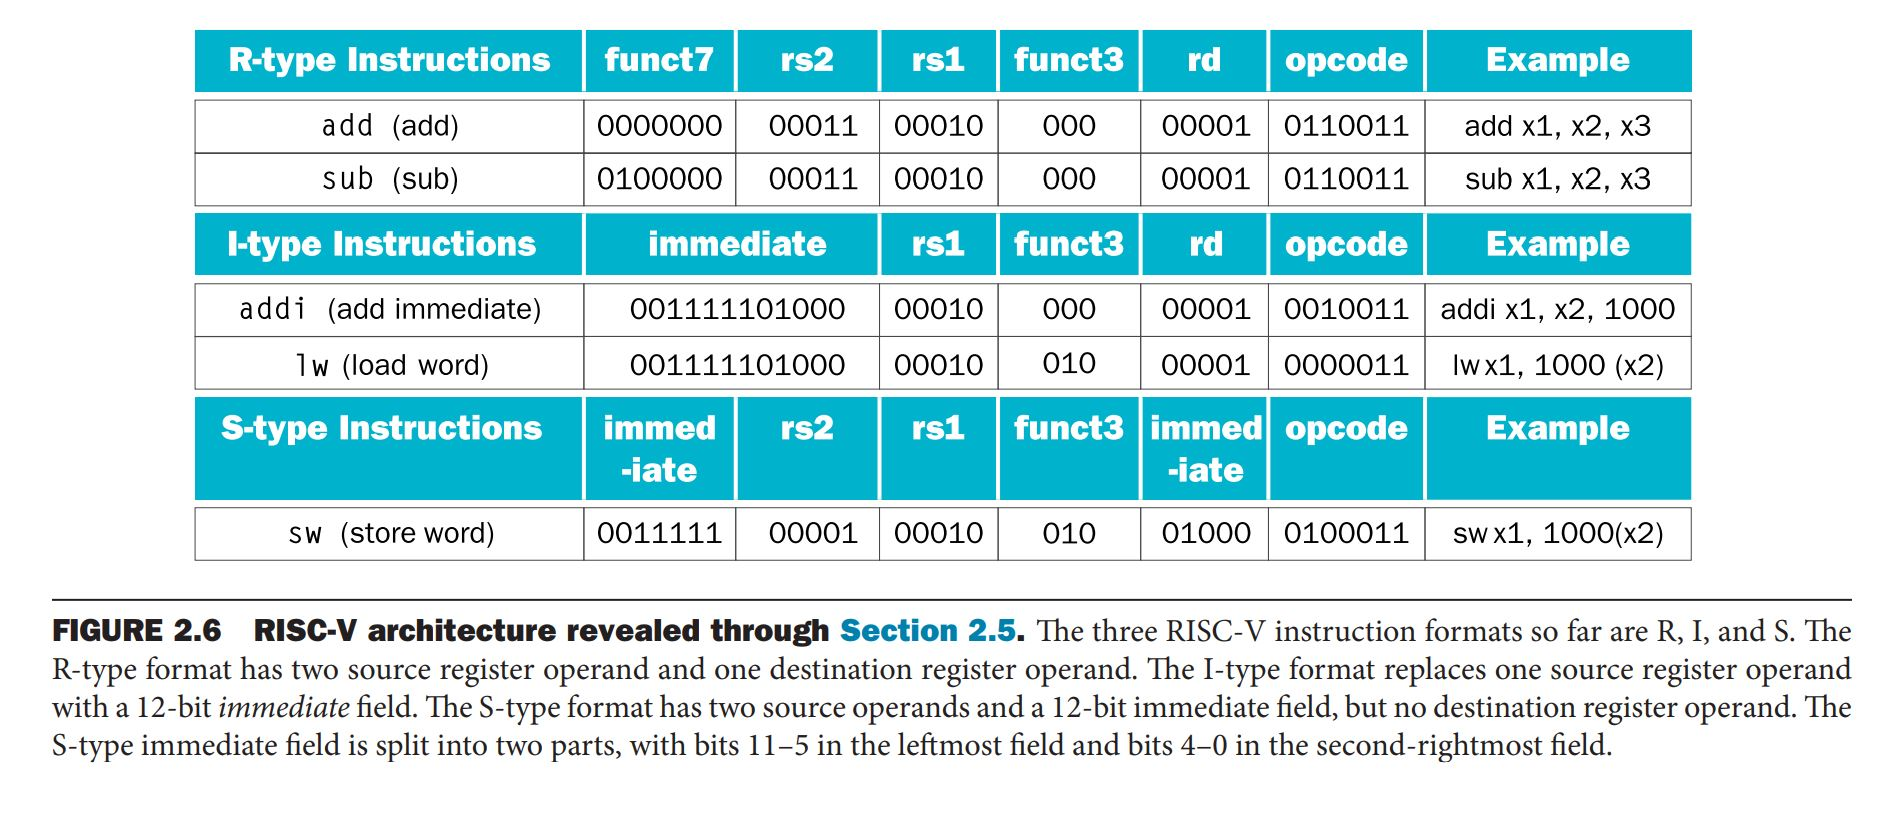 R-type Instructions funct7 rs2 rs1 funct3 rd opcode Example
add (add) 0000000 00011 00010 000 00001 0110011 add x1, x2, x3
sub (sub) 0100000 00011 00010 000 00001 0110011 sub x1, x2, x3
I-type Instructions immediate rs1 funct3 rd opcode Example
addi (add immediate) 001111101000 00010 000 00001 0010011 addi x1, x2, 1000
lw (load word) 001111101000 00010 010 00001 0000011 lw x1, 1000 (x2)
S-type Instructions immed rs2 rs1 funct3 immed opcode Example
-iate -iate
sw (store word) 0011111 00001 00010 010 01000 0100011 sw x1, 1000(x2)
FIGURE 2.6 RISC-V architecture revealed through Section 2.5. The three RISC-V instruction formats so far are R, I, and S. The
R-type format has two source register operand and one destination register operand. The I-type format replaces one source register operand
with a 12-bit immediate field. The S-type format has two source operands and a 12-bit immediate field, but no destination register operand. The
S-type immediate field is split into two parts, with bits 11–5 in the leftmost field and bits 4–0 in the second-rightmost field.